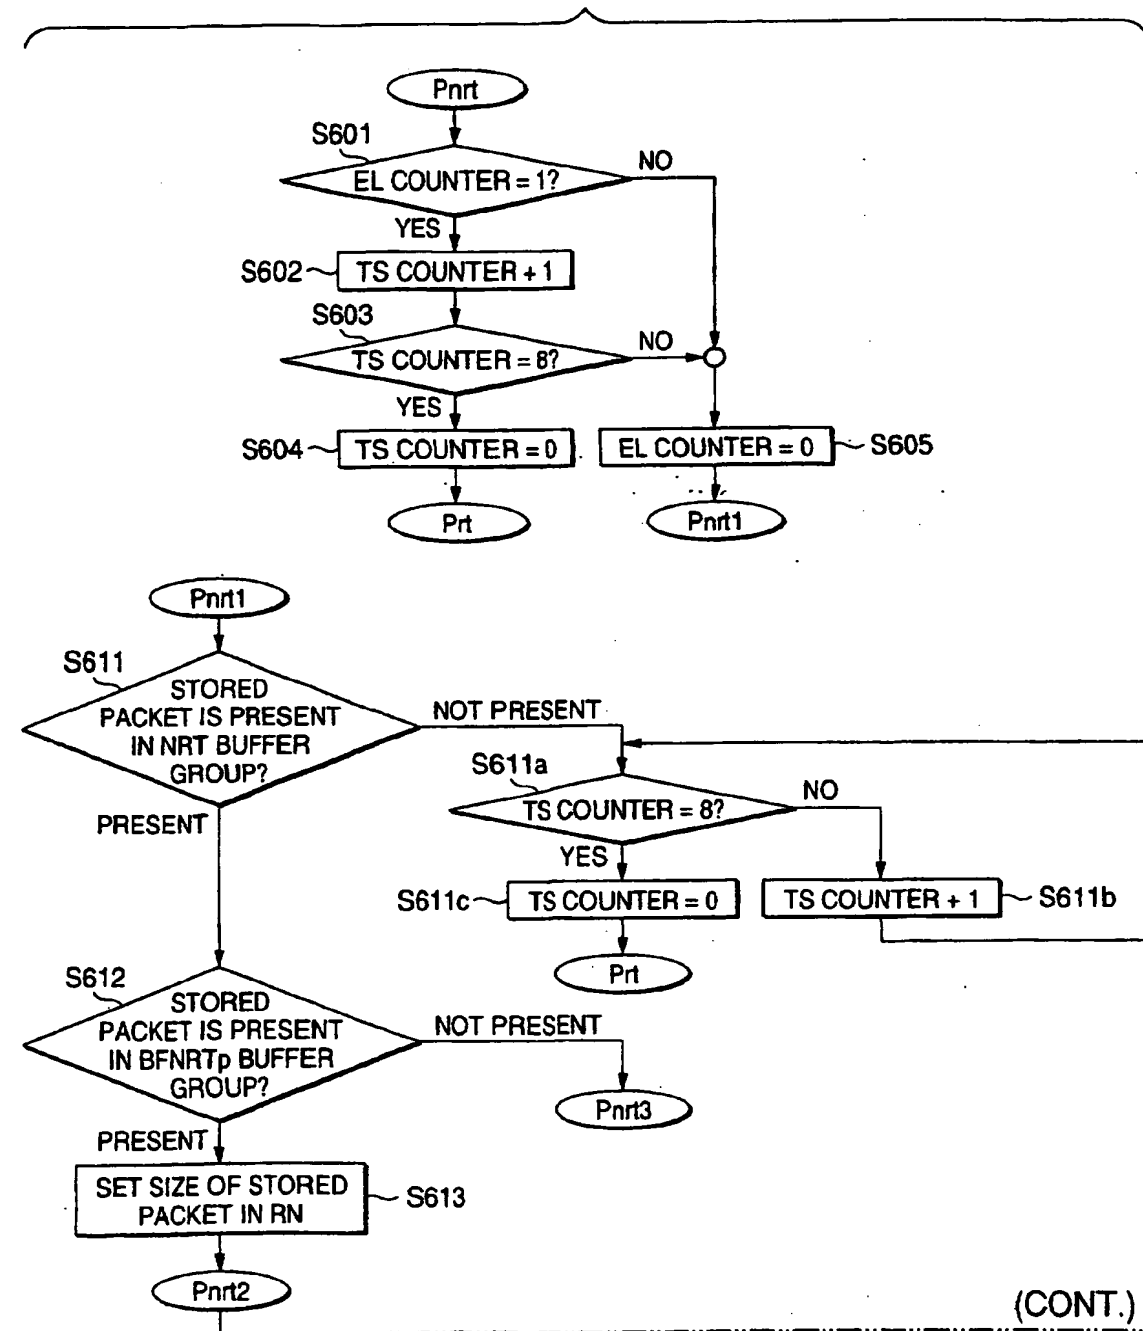 Pnrt
S601
EL COUNTER = 1?
NO
YES
S602
TS COUNTER + 1
S603
TS COUNTER = 8?
NO
YES
S604
TS COUNTER = 0
EL COUNTER = 0
S605
Prt
Pnrt1
Pnrt1
S611
STORED
PACKET IS PRESENT
IN NRT BUFFER
GROUP?
NOT PRESENT
PRESENT
S611a
TS COUNTER = 8?
NO
YES
S611c
TS COUNTER = 0
TS COUNTER + 1
S611b
Prt
S612
STORED
PACKET IS PRESENT
IN BFNRTp BUFFER
GROUP?
NOT PRESENT
Pnrt3
PRESENT
SET SIZE OF STORED
PACKET IN RN
S613
Pnrt2
(CONT.)